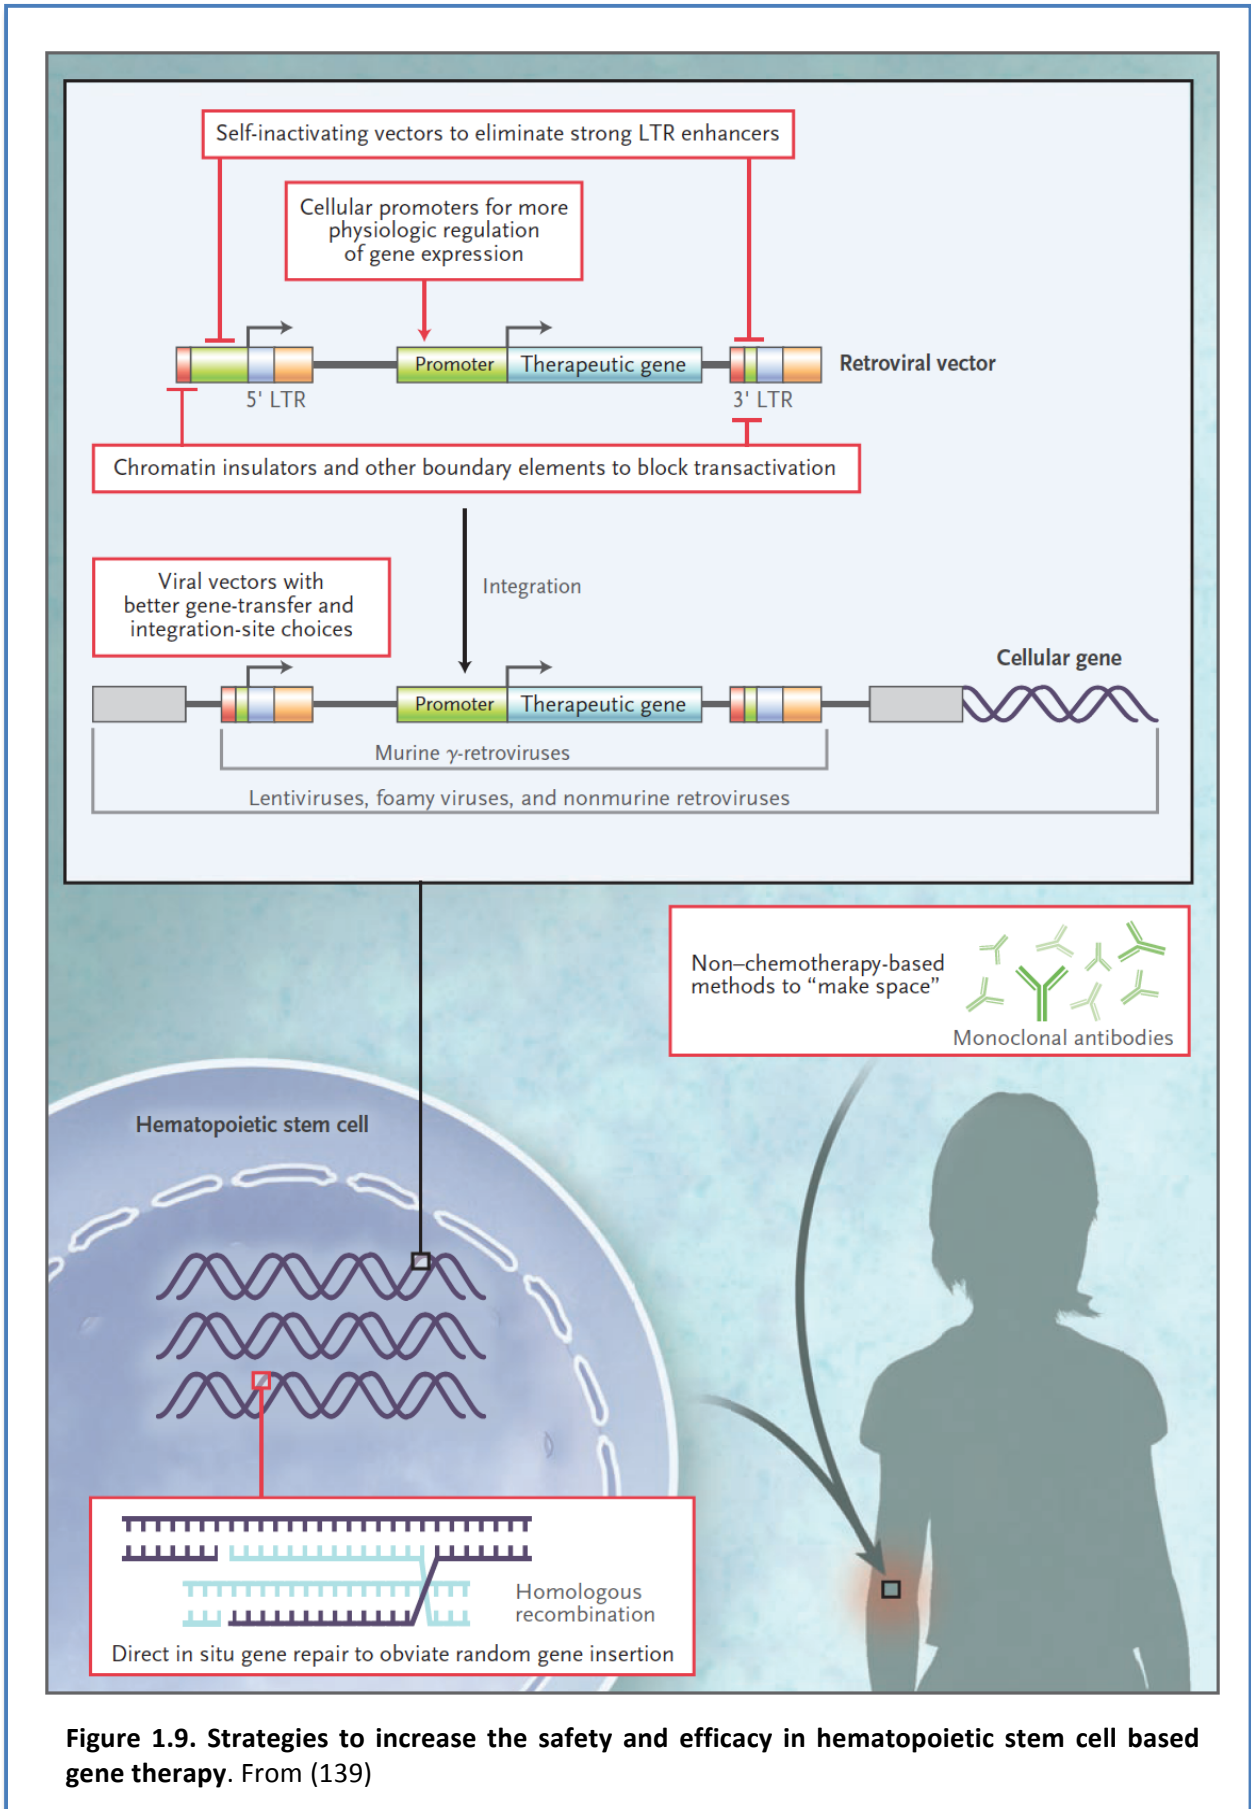 Self-inactivating vectors to eliminate strong LTR enhancers
Cellular promoters for more
physiologic regulation
of gene expression
Promoter
Therapeutic gene
Retroviral vector
5' LTR
3' LTR
Chromatin insulators and other boundary elements to block transactivation
Viral vectors with
better gene-transfer and
integration-site choices
Integration
Cellular gene
Promoter
Therapeutic gene
Murine γ-retroviruses
Lentiviruses, foamy viruses, and nonmurine retroviruses
Non–chemotherapy-based
methods to “make space”
Monoclonal antibodies
Hematopoietic stem cell
Homologous
recombination
Direct in situ gene repair to obviate random gene insertion
Figure 1.9. Strategies to increase the safety and efficacy in hematopoietic stem cell based
gene therapy. From (139)